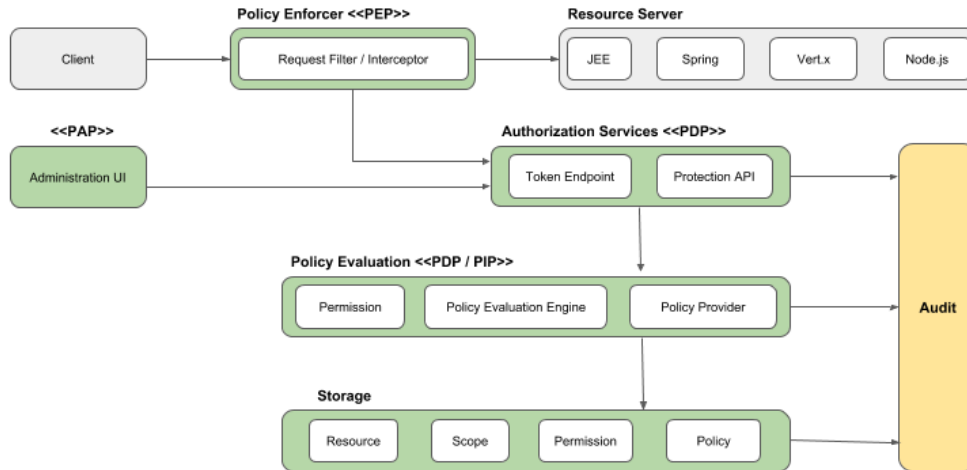 Policy Enforcer <<PEP>>
Resource Server
Client
Request Filter / Interceptor
JEE
Spring
Vert.x
Node.js
<<PAP>>
Authorization Services <<PDP>>
Administration UI
Token Endpoint
Protection API
Policy Evaluation <<PDP / PIP>>
Permission
Policy Evaluation Engine
Policy Provider
Audit
Storage
Resource
Scope
Permission
Policy